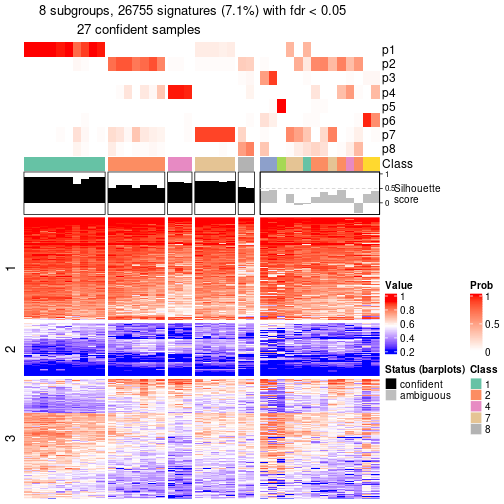 8 subgroups, 26755 signatures (7.1%) with fdr < 0.05
27 confident samples
p1
p2
p3
p4
p5
p6
p7
p8
Class
1
0.5
0
Silhouette
score
1
2
3
Value
1
0.8
0.6
0.4
0.2
Prob
1
0.5
0
Status (barplots)
confident
ambiguous
Class
1
2
4
7
8